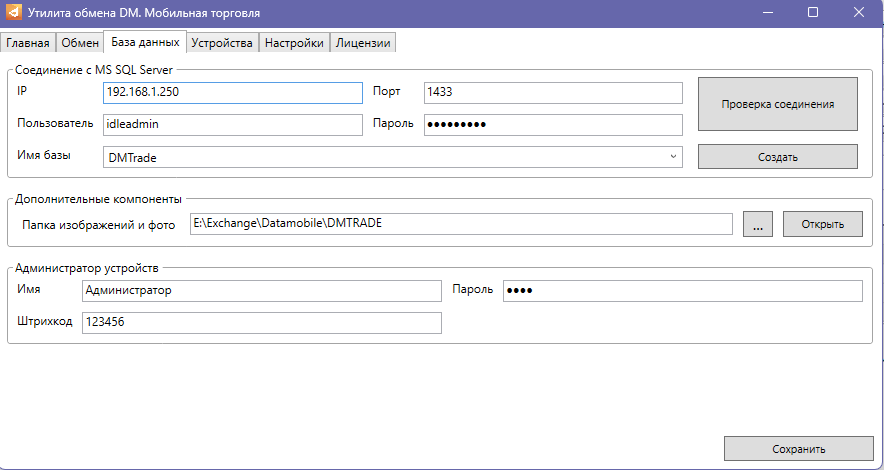 Утилита обмена DM. Мобильная торговля
Главная Обмен База данных Устройства Настройки Лицензии
Соединение с MS SQL Server
IP 192.168.1.250 Порт 1433 Проверка соединения
Пользователь idleadmin Пароль ●●●●●●●●●
Имя базы DMTrade Создать
Дополнительные компоненты
Папка изображений и фото E:\Exchange\Datamobile\DMTRADE ... Открыть
Администратор устройств
Имя Администратор Пароль ●●●●
Штрихкод 123456
Сохранить